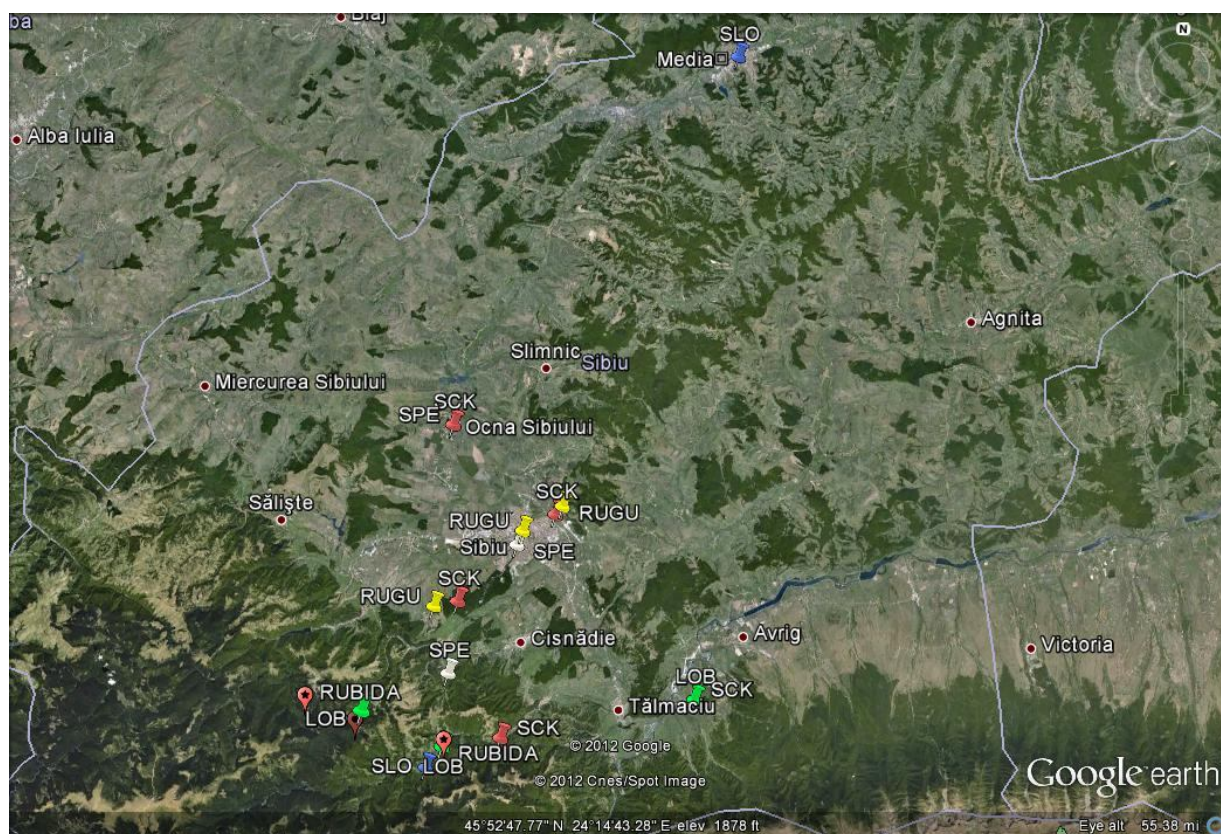 ba
Blaj
N
SLO
Media
Alba Iulia
Agnita
Slimnic
Sibiu
Miercurea Sibiului
SCK
SPE
Ocna Sibiului
SCK
Săliște
RUGU
RUGU
Sibiu
SPE
SCK
RUGU
Cisnădie
Avrig
Victoria
SPE
LOB
RUBIDA
SCK
LOB
Tălmaciu
SCK
RUBIDA
SLO
LOB
© 2012 Google
© 2012 Cnes/Spot Image
Google earth
45°52'47.77" N 24°14'43.28" E elev 1878 ft
Eye alt 55.38 mi